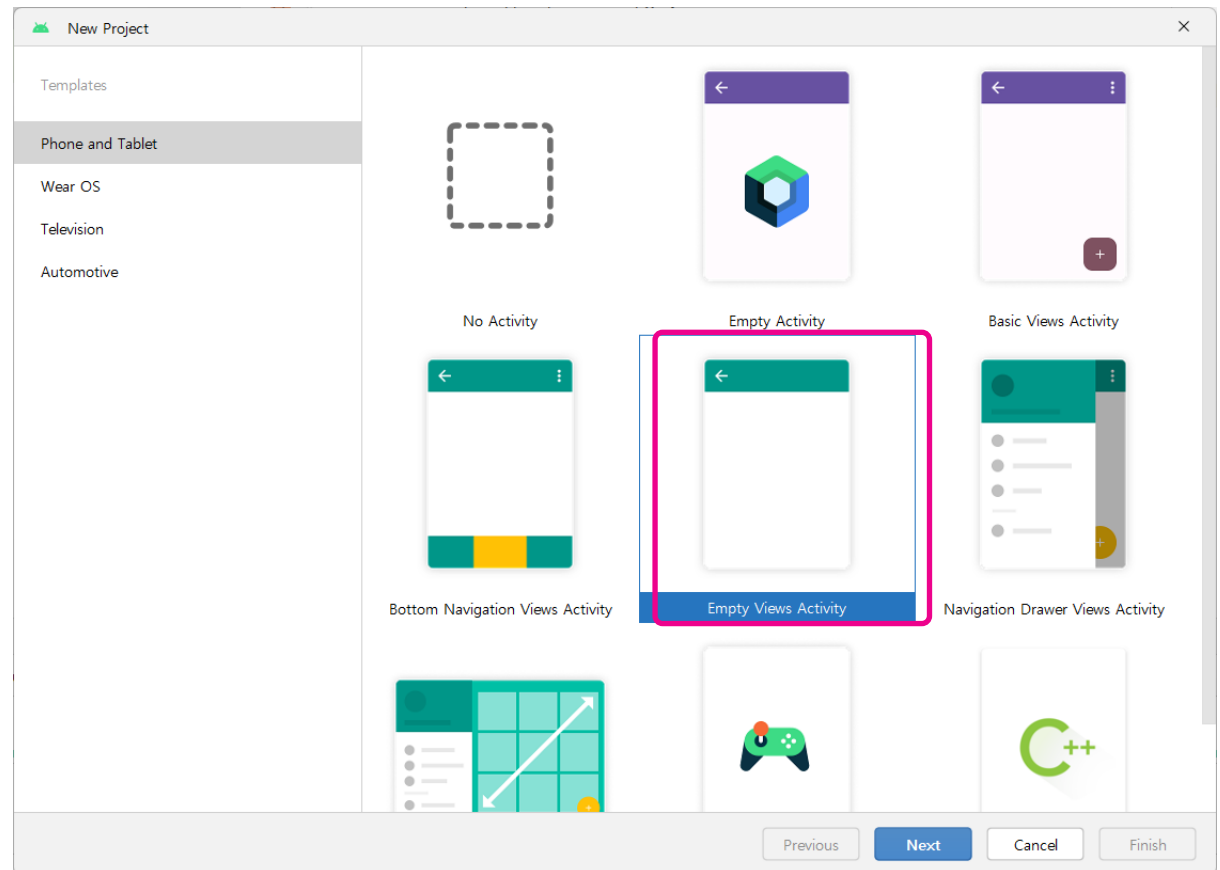 New Project
Templates
Phone and Tablet
Wear OS
Television
Automotive
No Activity
Empty Activity
Basic Views Activity
Bottom Navigation Views Activity
Empty Views Activity
Navigation Drawer Views Activity
C++
Previous
Next
Cancel
Finish